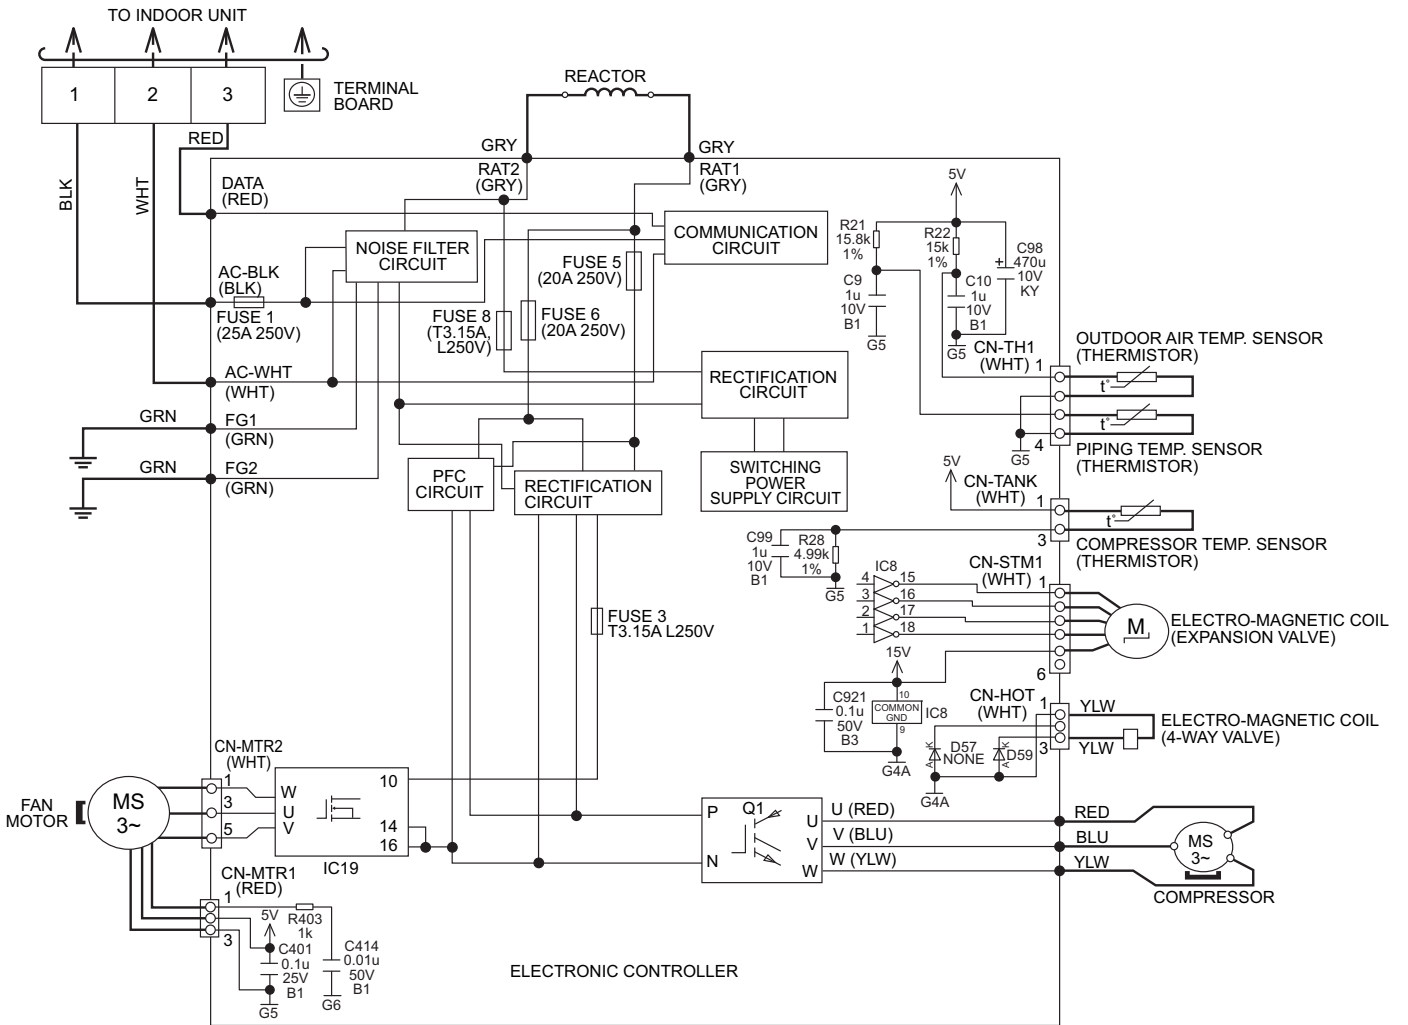 TO INDOOR UNIT
1
2
3
TERMINAL
BOARD
RED
BLK
WHT
REACTOR
GRY
GRY
RAT2
(GRY)
RAT1
(GRY)
DATA
(RED)
NOISE FILTER
CIRCUIT
COMMUNICATION
CIRCUIT
AC-BLK
(BLK)
FUSE 1
(25A 250V)
FUSE 5
(20A 250V)
FUSE 8
(T3.15A,
L250V)
FUSE 6
(20A 250V)
AC-WHT
(WHT)
GRN
FG1
(GRN)
GRN
FG2
(GRN)
RECTIFICATION
CIRCUIT
PFC
CIRCUIT
RECTIFICATION
CIRCUIT
SWITCHING
POWER
SUPPLY CIRCUIT
FUSE 3
T3.15A L250V
5V
R21
15.8k
1%
R22
15k
1%
+
C98
470u
10V
KY
C9
1u
10V
B1
G5
C10
1u
10V
B1
G5
CN-TH1
(WHT)
1
4
OUTDOOR AIR TEMP. SENSOR
(THERMISTOR)
t°
t°
G5
PIPING TEMP. SENSOR
(THERMISTOR)
5V
CN-TANK
(WHT)
1
3
t°
COMPRESSOR TEMP. SENSOR
(THERMISTOR)
C99
1u
10V
B1
R28
4.99k
1%
G5
IC8
4
15
3
16
2
17
1
18
CN-STM1
(WHT)
1
6
M
ELECTRO-MAGNETIC COIL
(EXPANSION VALVE)
15V
C921
0.1u
50V
B3
10
COMMON
GND
9
IC8
G4A
CN-HOT
(WHT)
1
3
YLW
YLW
ELECTRO-MAGNETIC COIL
(4-WAY VALVE)
K
A
D57
NONE
K
A
D59
G4A
CN-MTR2
(WHT)
1
3
5
FAN
MOTOR
MS
3~
W
U
V
10
14
16
IC19
P
N
Q1
U
V
W
U (RED)
V (BLU)
W (YLW)
RED
BLU
YLW
MS
3~
COMPRESSOR
CN-MTR1
(RED)
1
3
5V
R403
1k
C401
0.1u
25V
B1
G5
C414
0.01u
50V
B1
G6
ELECTRONIC CONTROLLER